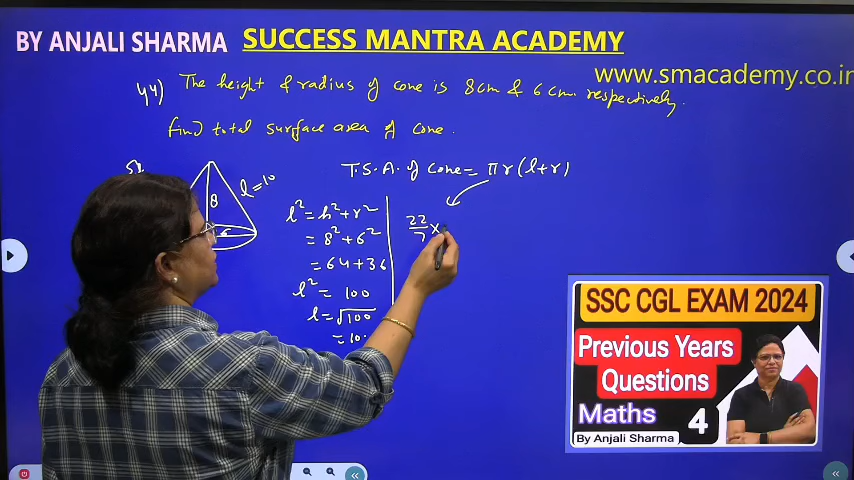 BY ANJALI SHARMA SUCCESS MANTRA ACADEMY
www.smacademy.co.in
44) The height & radius of cone is 8cm & 6cm. respectively.
find total surface area of cone.
T.S.A. of cone = πr(l+r)
8
l=10
6
l² = h² + r²
= 8² + 6²
= 64+36
l² = 100
l = √100
= 10.
22/7 ×
SSC CGL EXAM 2024
Previous Years
Questions
Maths 4
By Anjali Sharma